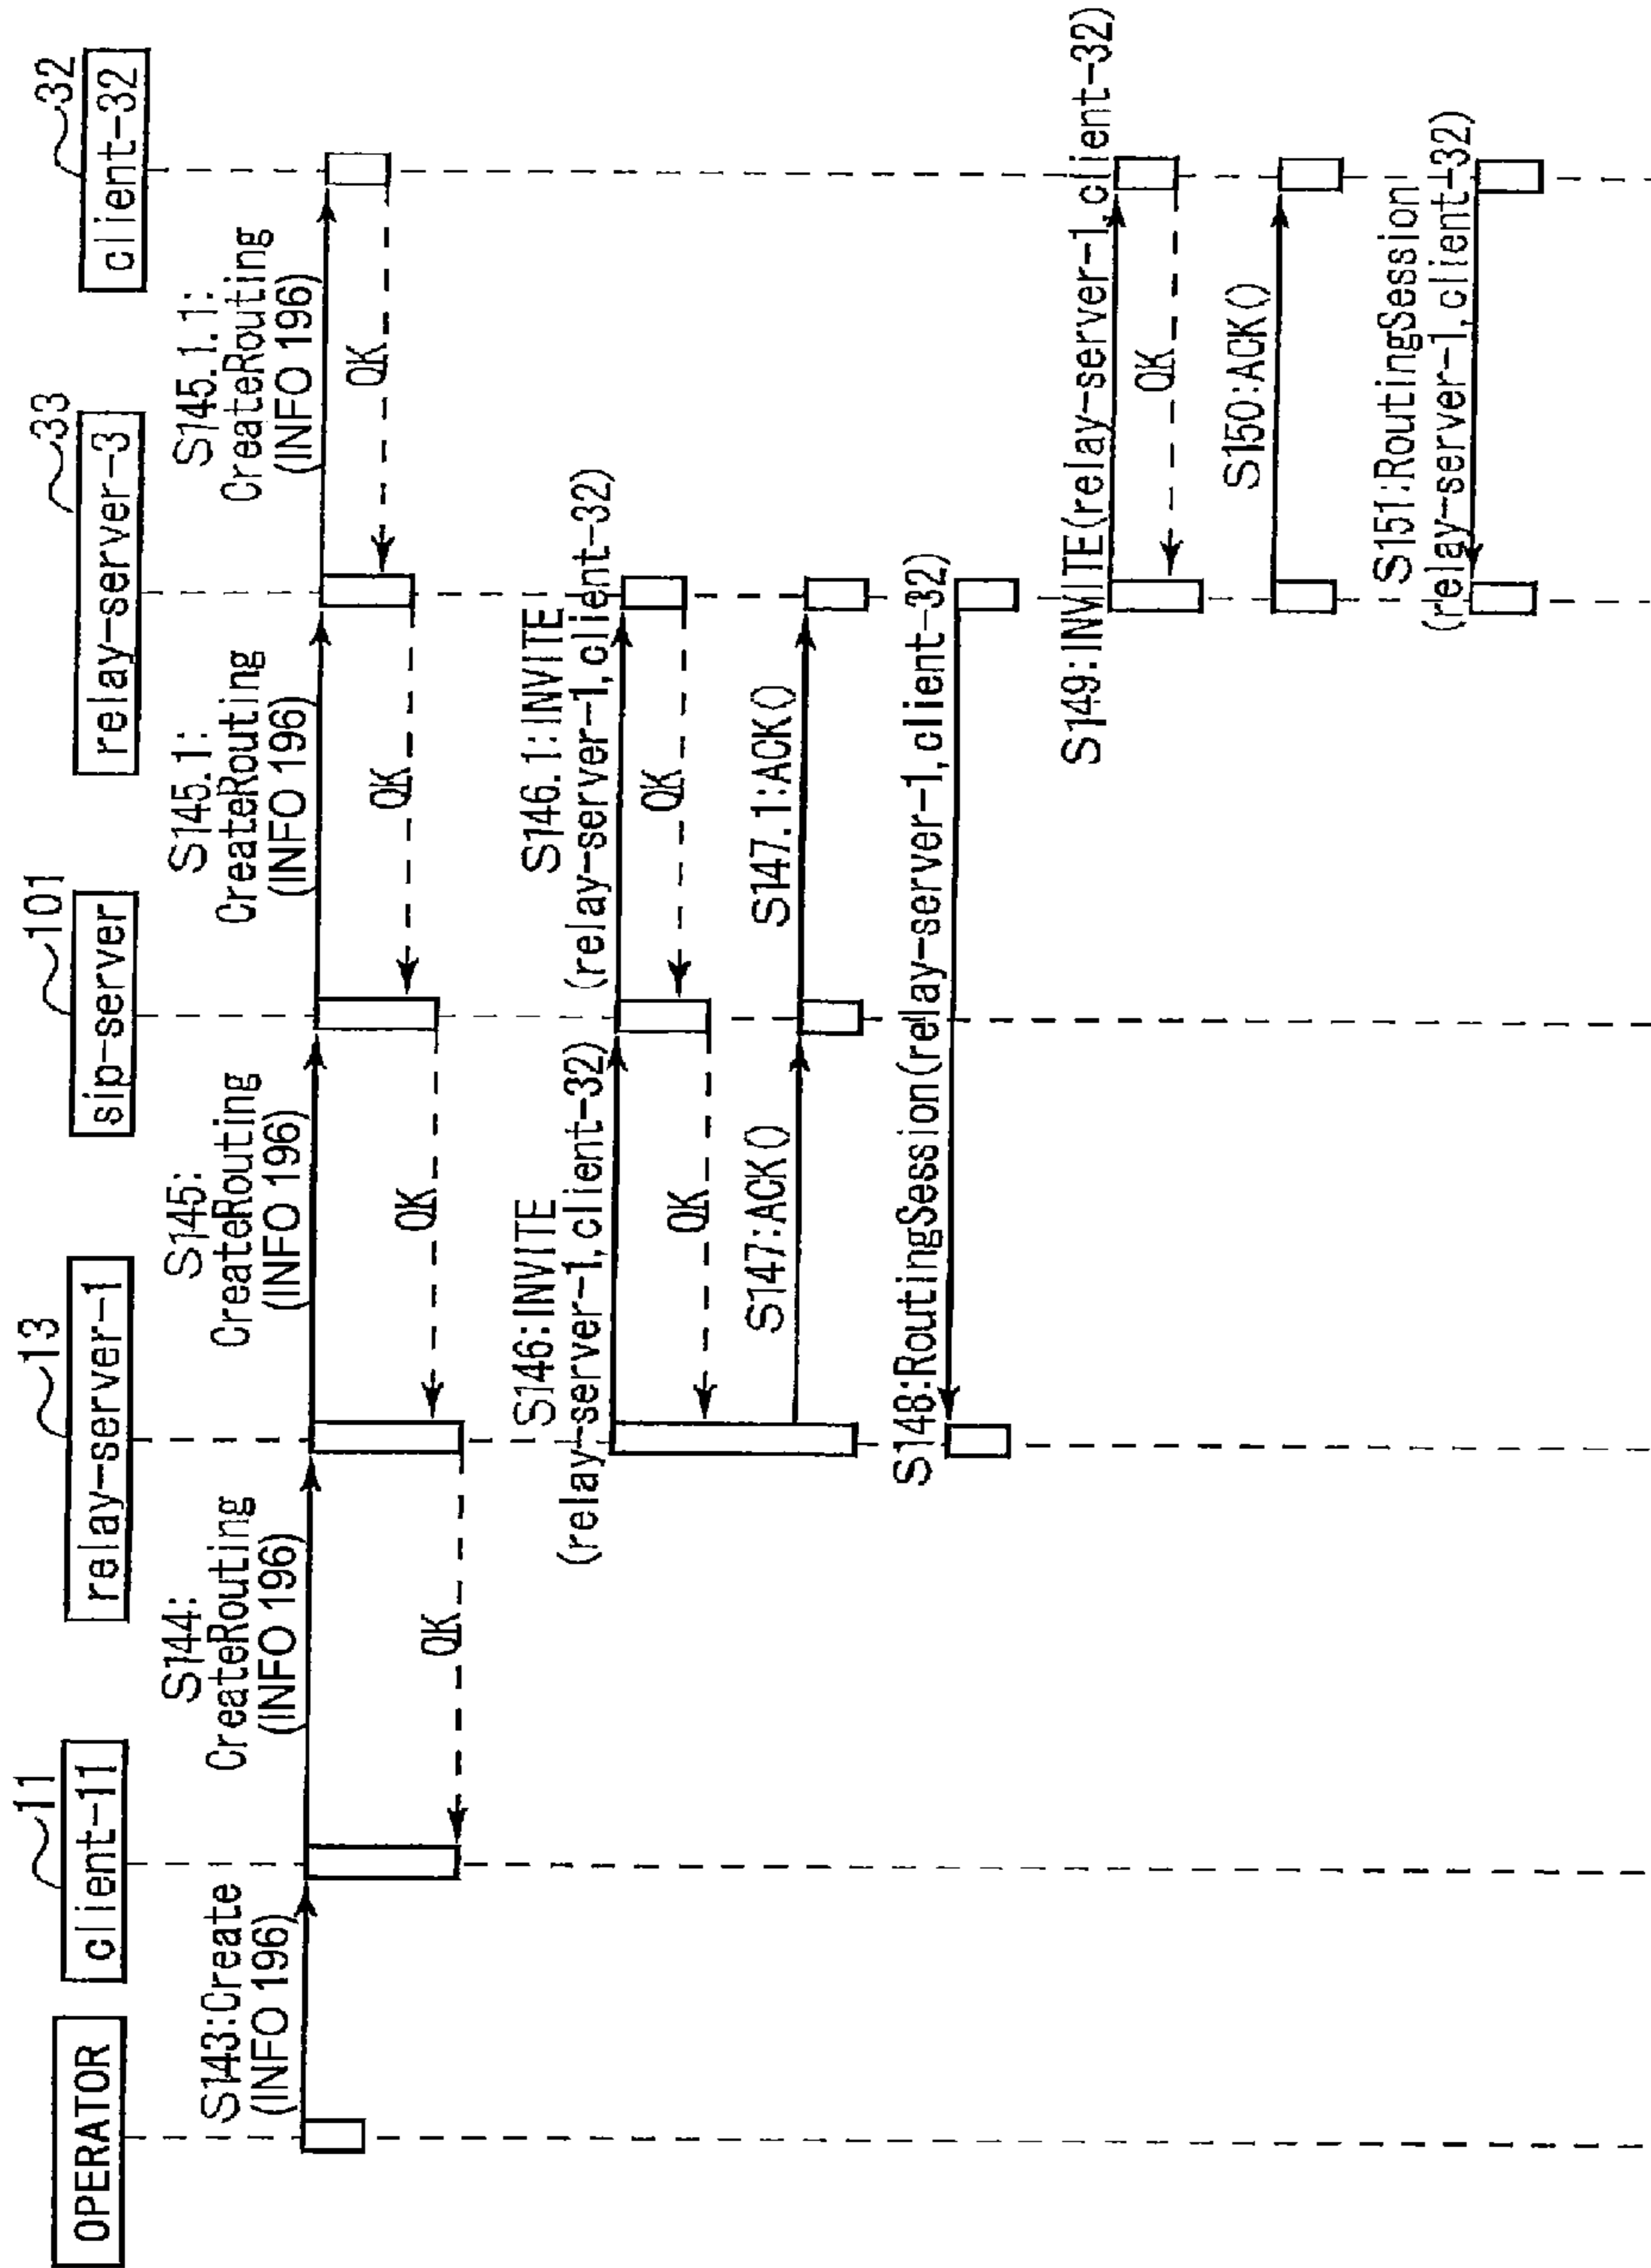 OPERATOR
11
client-11
13
relay-server-1
101
sip-server
33
relay-server-3
32
client-32
S143:Create
(INFO 196)
S144:
CreateRouting
(INFO 196)
S145:
CreateRouting
(INFO 196)
S145.1:
CreateRouting
(INFO 196)
S145.1.1:
CreateRouting
(INFO 196)
OK
OK
OK
OK
S146:INVITE
(relay-server-1,client-32)
S146.1:INVITE
(relay-server-1,client-32)
OK
OK
S147:ACK()
S147.1:ACK()
S148:RoutingSession(relay-server-1,client-32)
S149:INVITE(relay-server-1,client-32)
OK
S150:ACK()
S151:RoutingSession
(relay-server-1,client-32)